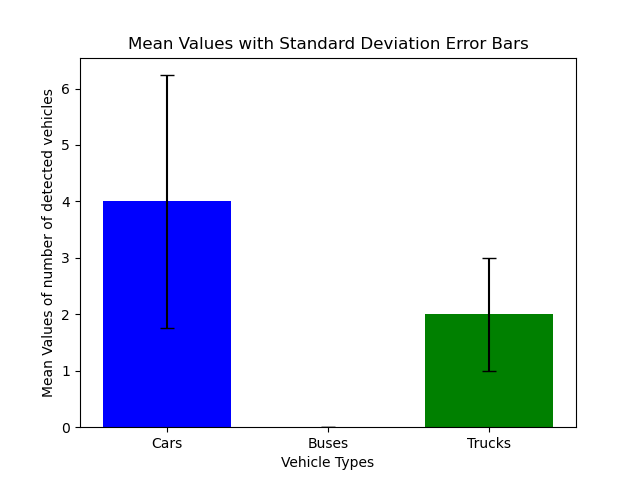 Mean Values with Standard Deviation Error Bars
Mean Values of number of detected vehicles
6
5
4
3
2
1
0
Cars Buses Trucks
Vehicle Types